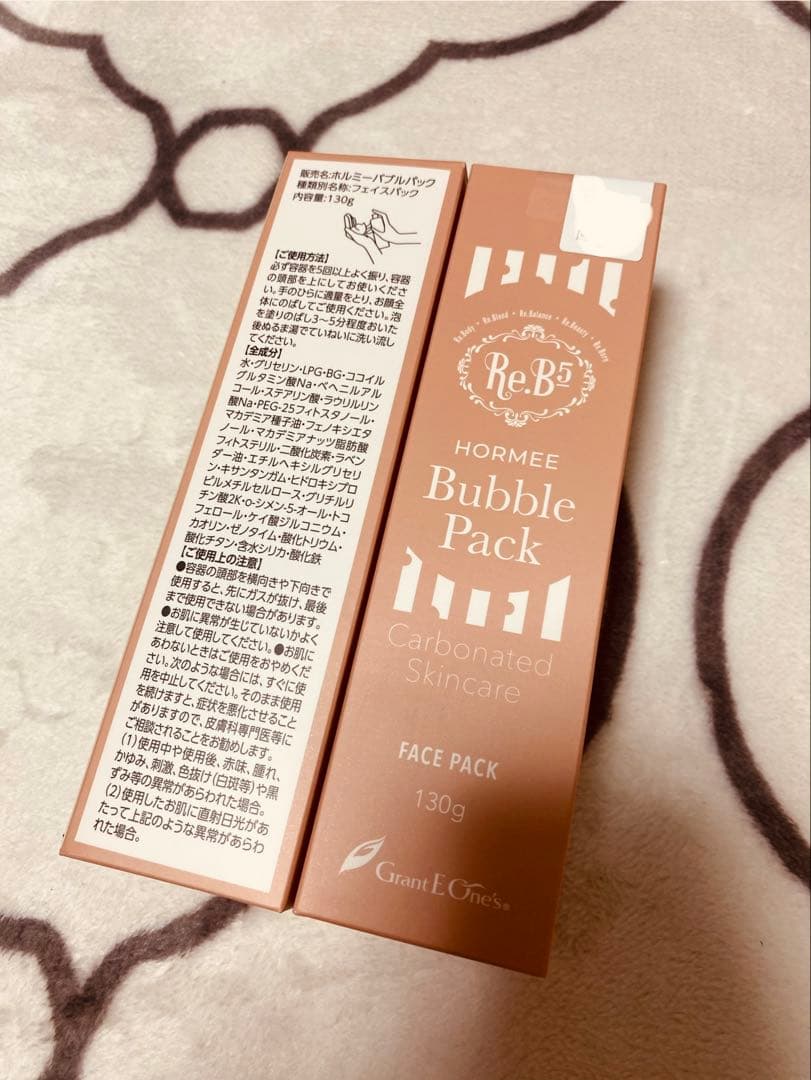 販売名:ホルミーバブルパック
種類別名称:フェイスパック
内容量:130g
【ご使用方法】
必ず容器を5回以上よく振り、容器
の頭部を上にしてお使いくださ
い。手のひらに適量をとり、お顔全
体にのばしてご使用ください。泡
を塗りのばし3~5分程度おいた
後ぬるま湯でていねいに洗い流し
てください。
【全成分】
水・グリセリン・LPG・BG・ココイル
グルタミン酸Na・ベヘニルアル
コール・ステアリン酸・ラウリルリン
酸Na・PEG-25フィトスタノール・
マカデミア種子油・フェノキシエタ
ノール・マカデミアナッツ脂肪酸
フィトステリル・二酸化炭素・ラベン
ダー油・エチルヘキシルグリセリ
ン・キサンタンガム・ヒドロキシプロ
ピルメチルセルロース・グリチルリ
チン酸2K・o-シメン-5-オール・トコ
フェロール・ケイ酸ジルコニウム・
カオリン・ゼノタイム・酸化トリウム・
酸化チタン・含水シリカ・酸化鉄
【ご使用上の注意】
●容器の頭部を横向きや下向きで
使用すると、先にガスが抜け、最後
まで使用できない場合があります。
●お肌に異常が生じていないかよく
注意して使用してください。●お肌に
あわないときはご使用をおやめくだ
さい。次のような場合には、すぐに使
用を中止してください。そのまま使用
を続けますと、症状を悪化させること
がありますので、皮膚科専門医等に
ご相談されることをお勧めします。
(1)使用中や使用後、赤味、腫れ、
かゆみ、刺激、色抜け(白斑等)や黒
ずみ等の異常があらわれた場合。
(2)使用したお肌に直射日光があ
たって上記のような異常があらわ
れた場合。
Re.Body • Re.Blend • Re.Balance • Re.Beauty • Re.Born
Re.B5
HORMEE
Bubble
Pack
Carbonated
Skincare
FACE PACK
130g
Grant E One's®